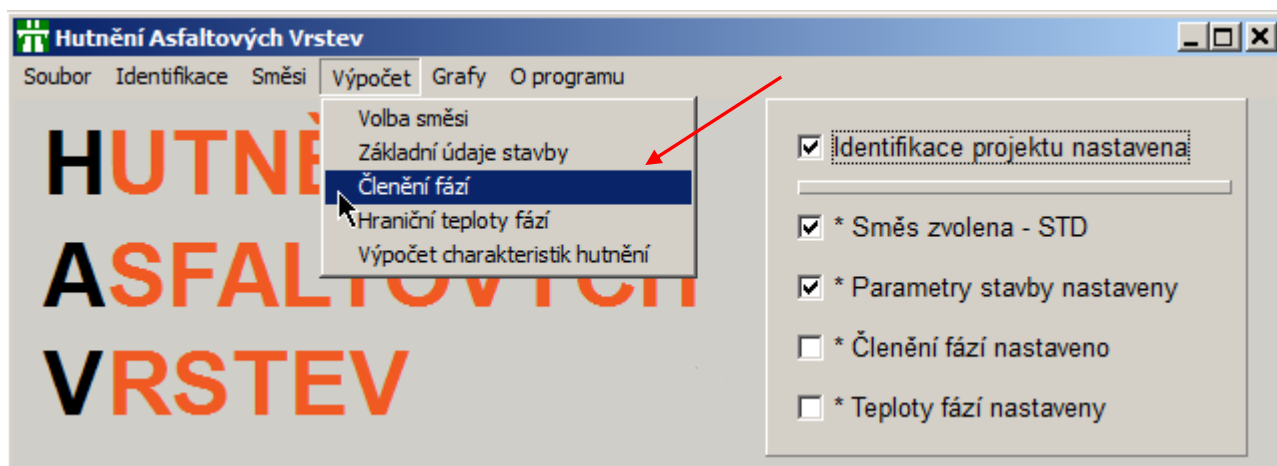 Hutnění Asfaltových Vrstev
Soubor Identifikace Směsi Výpočet Grafy O programu
Volba směsi
Základní údaje stavby
Členění fází
Hraniční teploty fází
Výpočet charakteristik hutnění
HUTNĚ
ASFALTOVÝCH
VRSTEV
Identifikace projektu nastavena
* Směs zvolena - STD
* Parametry stavby nastaveny
* Členění fází nastaveno
* Teploty fází nastaveny